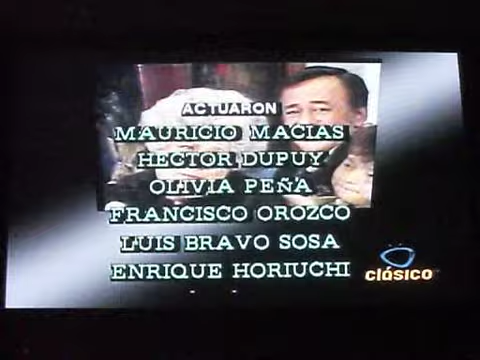 ACTUARON
MAURICIO MACIAS
HECTOR DUPUY
OLIVIA PEÑA
FRANCISCO OROZCO
LUIS BRAVO SOSA
ENRIQUE HORIUCHI
clásico